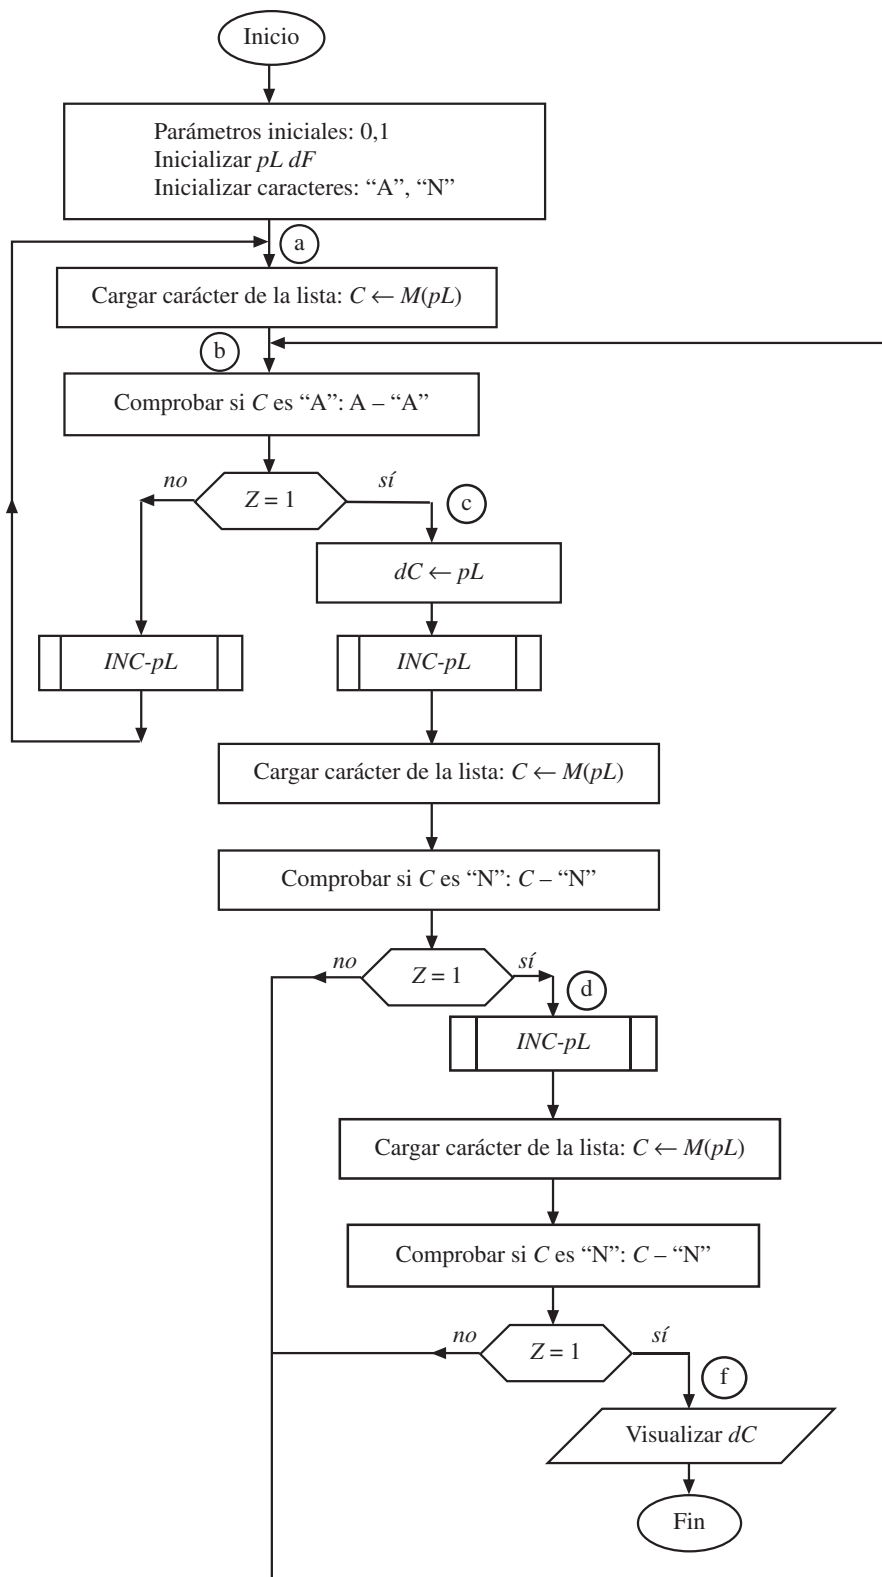 Inicio
Parámetros iniciales: 0,1
Inicializar pL dF
Inicializar caracteres: “A”, “N”
a
Cargar carácter de la lista: C ← M(pL)
b
Comprobar si C es “A”: A – “A”
no
Z = 1
sí
c
dC ← pL
INC-pL
INC-pL
Cargar carácter de la lista: C ← M(pL)
Comprobar si C es “N”: C – “N”
no
Z = 1
sí
d
INC-pL
Cargar carácter de la lista: C ← M(pL)
Comprobar si C es “N”: C – “N”
no
Z = 1
sí
f
Visualizar dC
Fin